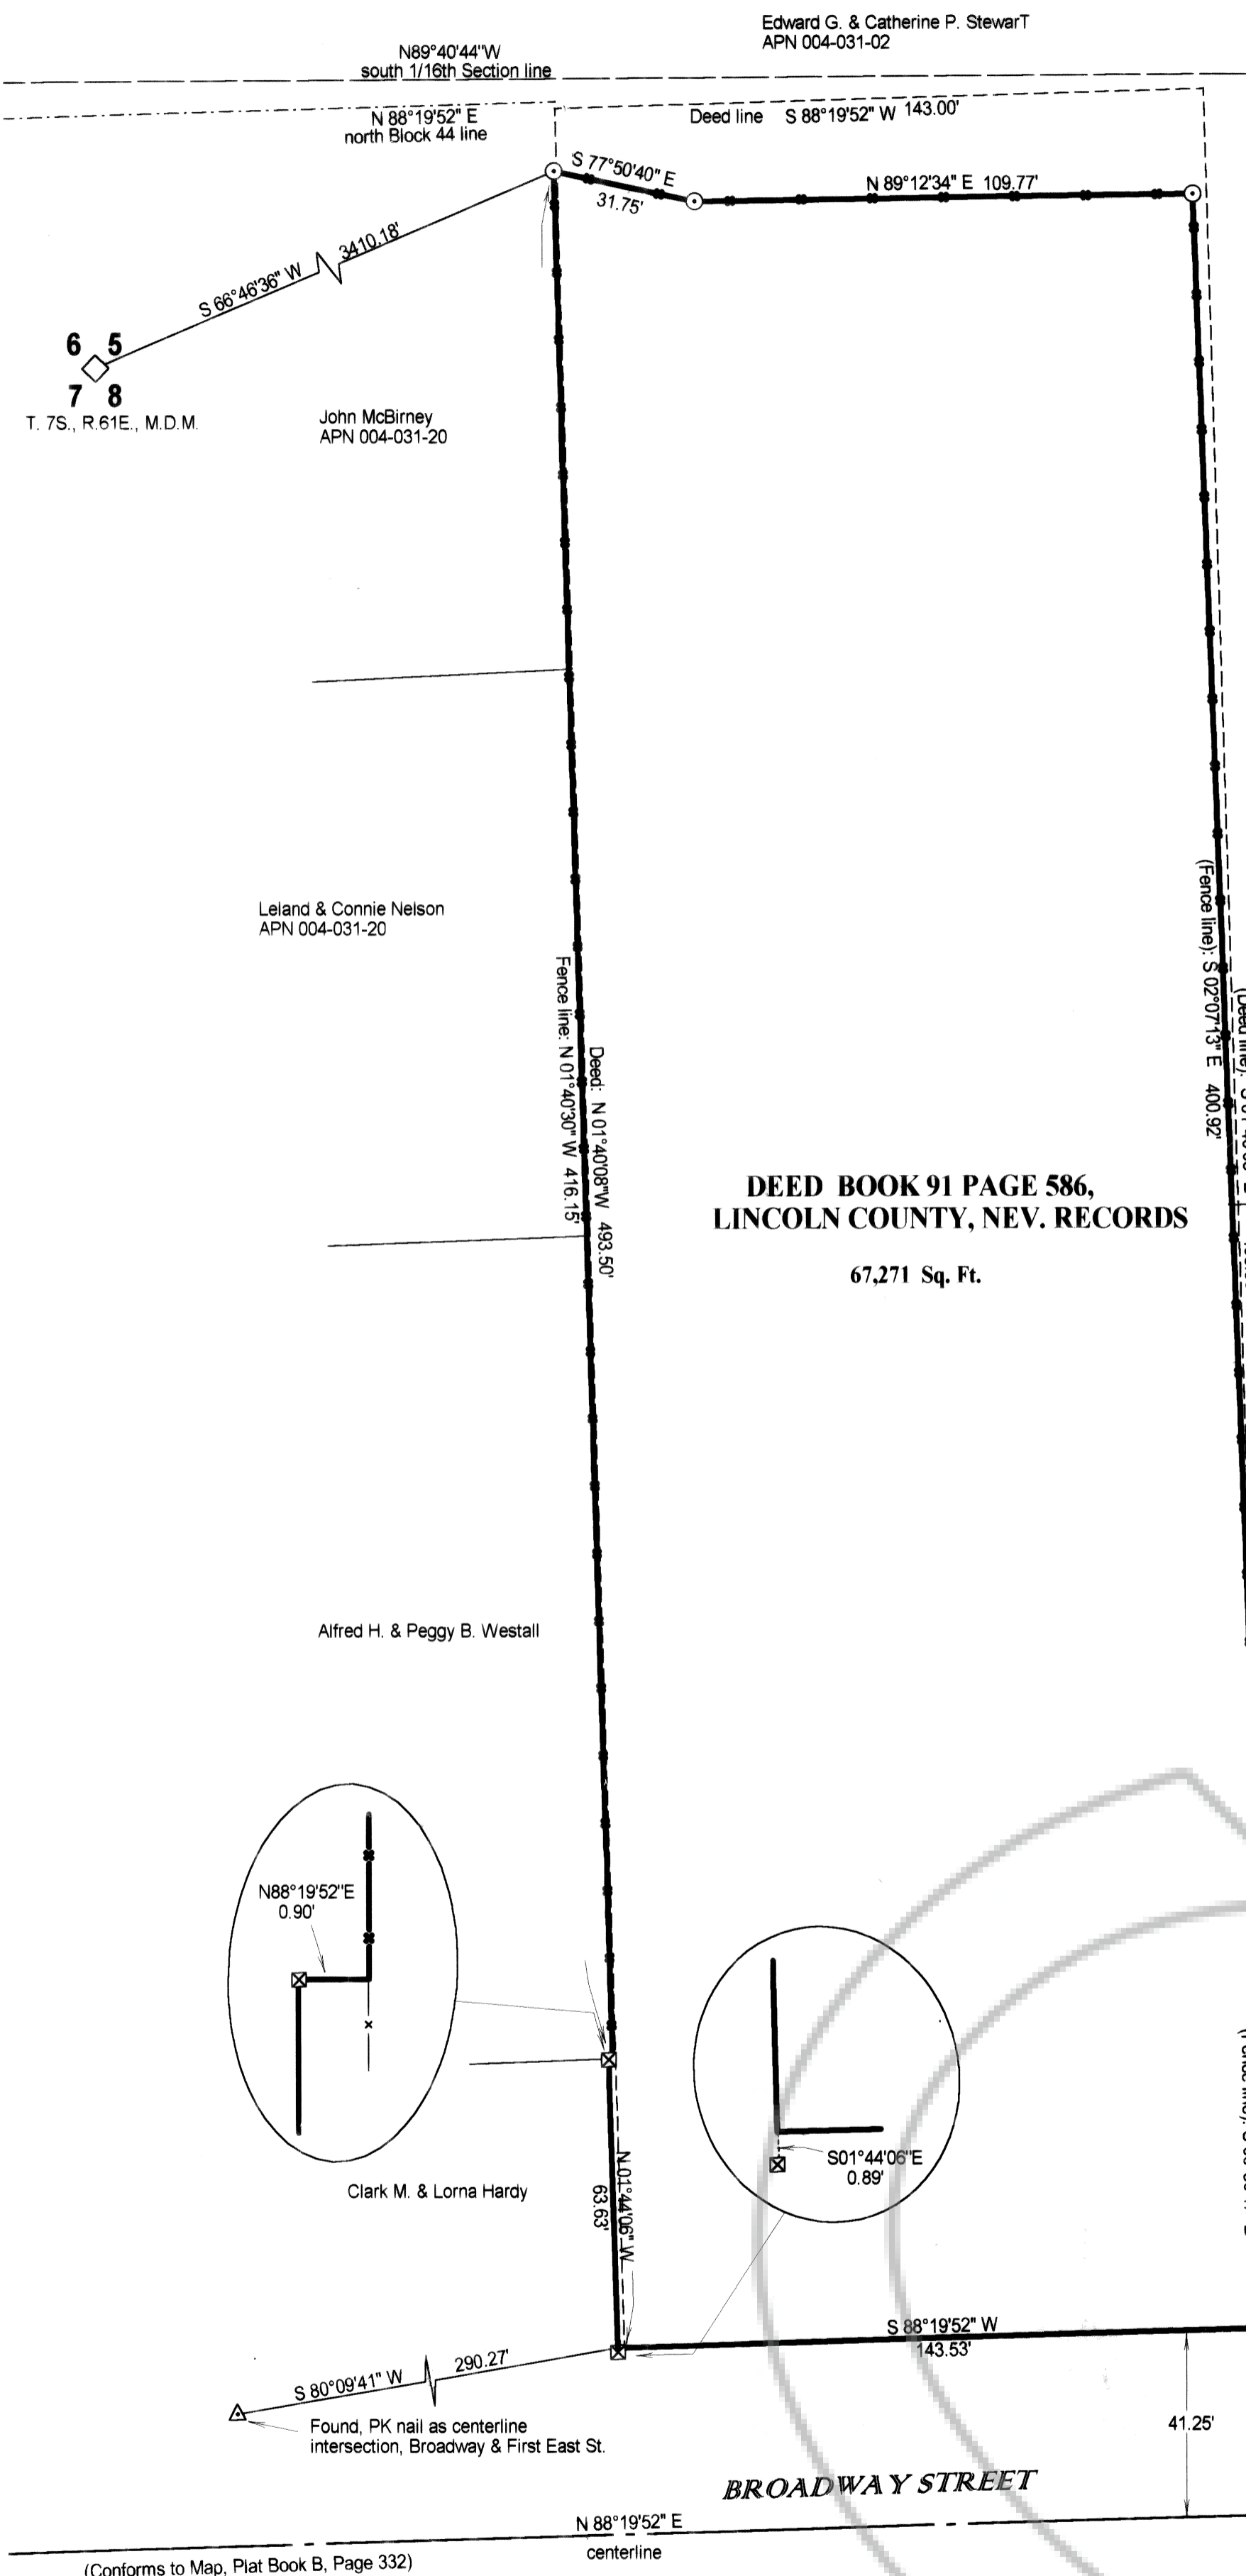 Edward G. & Catherine P. StewarT
APN 004-031-02
N89°40'44"W
south 1/16th Section line
N 88°19'52" E
north Block 44 line
Deed line S 88°19'52" W 143.00'
S 77°50'40" E
31.75'
N 89°12'34" E 109.77'
S 66°46'36" W 3410.18'
6 5
7 8
T. 7S., R.61E., M.D.M.
John McBirney
APN 004-031-20
Leland & Connie Nelson
APN 004-031-20
Fence line: N 01°40'30" W 416.15'
Deed: N 01°40'08"W 493.50'
(Fence line): S 02°07'13" E 400.92'
DEED BOOK 91 PAGE 586,
LINCOLN COUNTY, NEV. RECORDS
67,271 Sq. Ft.
Alfred H. & Peggy B. Westall
N88°19'52"E
0.90'
S01°44'06"E
0.89'
Clark M. & Lorna Hardy
N 01°44'06" W
63.63'
S 88°19'52" W
143.53'
S 80°09'41" W 290.27'
Found, PK nail as centerline
intersection, Broadway & First East St.
41.25'
BROADWAY STREET
N 88°19'52" E
centerline
(Conforms to Map, Plat Book B, Page 332)